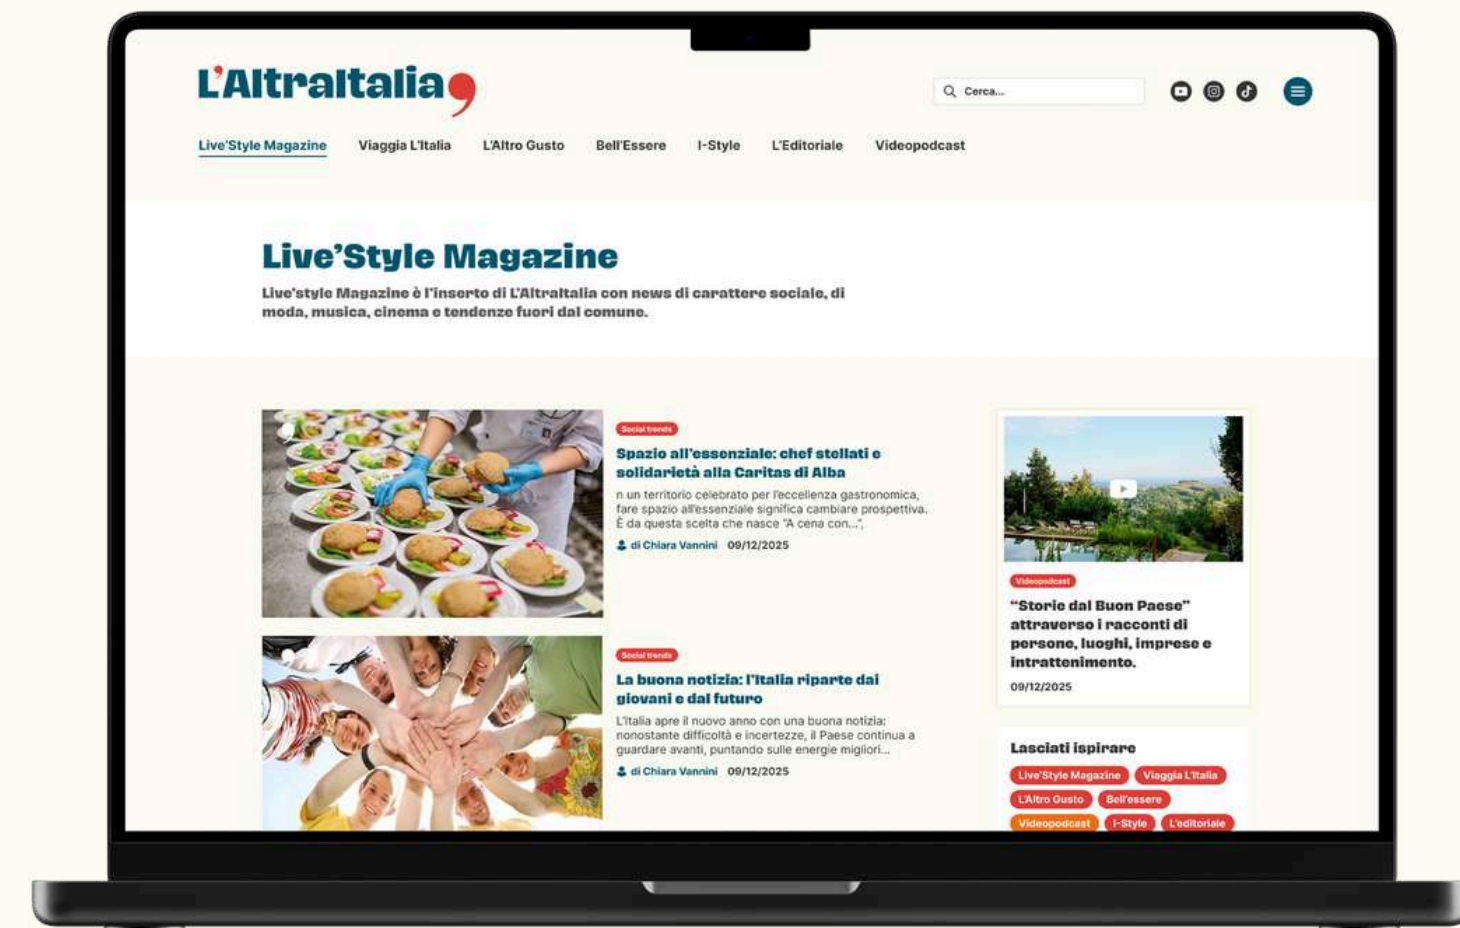 L'AltraItalia,
Cerca...
Live'Style Magazine
Viaggia L'Italia
L'Altro Gusto
Bell'Essere
I-Style
L'Editoriale
Videopodcast
Live'Style Magazine
Live'style Magazine è l'inserto di L'AltraItalia con news di carattere sociale, di
moda, musica, cinema e tendenze fuori dal comune.
Social trends
Spazio all'essenziale: chef stellati e
solidarietà alla Caritas di Alba
n un territorio celebrato per l'eccellenza gastronomica,
fare spazio all'essenziale significa cambiare prospettiva.
È da questa scelta che nasce "A cena con...",
di Chiara Vannini 09/12/2025
Social trends
La buona notizia: l'Italia riparte dai
giovani e dal futuro
L'Italia apre il nuovo anno con una buona notizia:
nonostante difficoltà e incertezze, il Paese continua a
guardare avanti, puntando sulle energie migliori...
di Chiara Vannini 09/12/2025
Videopodcast
"Storie dal Buon Paese"
attraverso i racconti di
persone, luoghi, imprese e
intrattenimento.
09/12/2025
Lasciati ispirare
Live'Style Magazine
Viaggia L'Italia
L'Altro Gusto
Bell'essere
Videopodcast
I-Style
L'editoriale